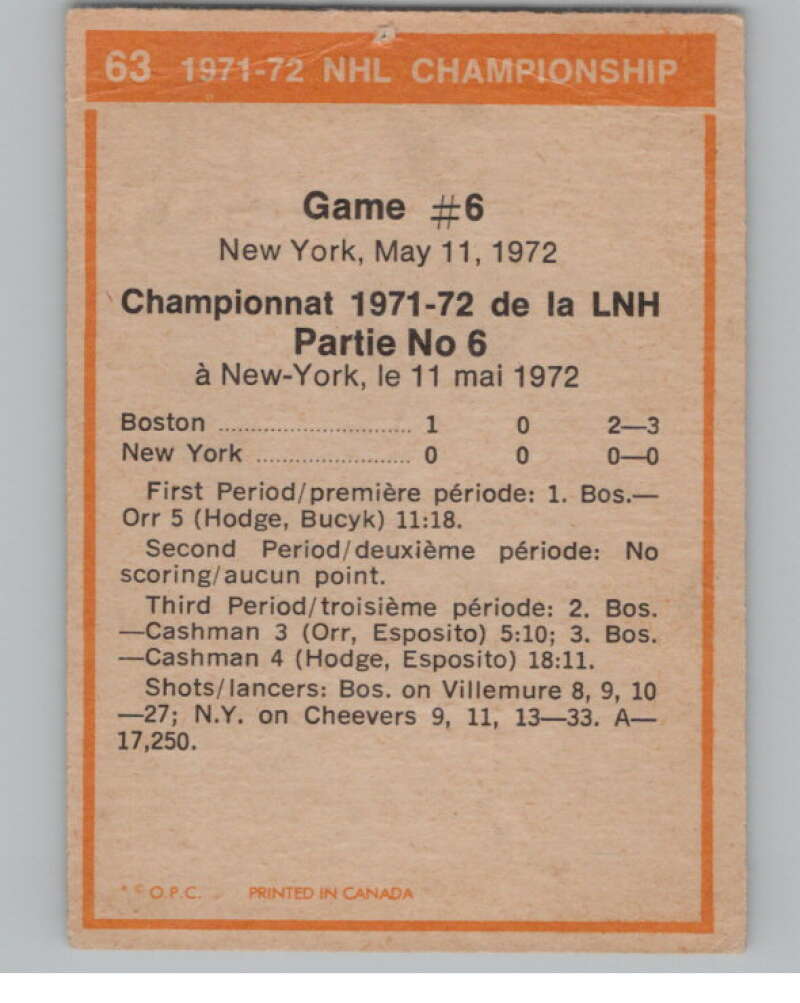 63 1971-72 NHL CHAMPIONSHIP
Game #6
New York, May 11, 1972
Championnat 1971-72 de la LNH
Partie No 6
à New-York, le 11 mai 1972
Boston ............................ 1 0 2—3
New York ...................... 0 0 0—0
First Period/première période: 1. Bos.—
Orr 5 (Hodge, Bucyk) 11:18.
Second Period/deuxième période: No
scoring/aucun point.
Third Period/troisième période: 2. Bos.
—Cashman 3 (Orr, Esposito) 5:10; 3. Bos.
—Cashman 4 (Hodge, Esposito) 18:11.
Shots/lancers: Bos. on Villemure 8, 9, 10
—27; N.Y. on Cheevers 9, 11, 13—33. A—
17,250.
* © O.P.C. PRINTED IN CANADA